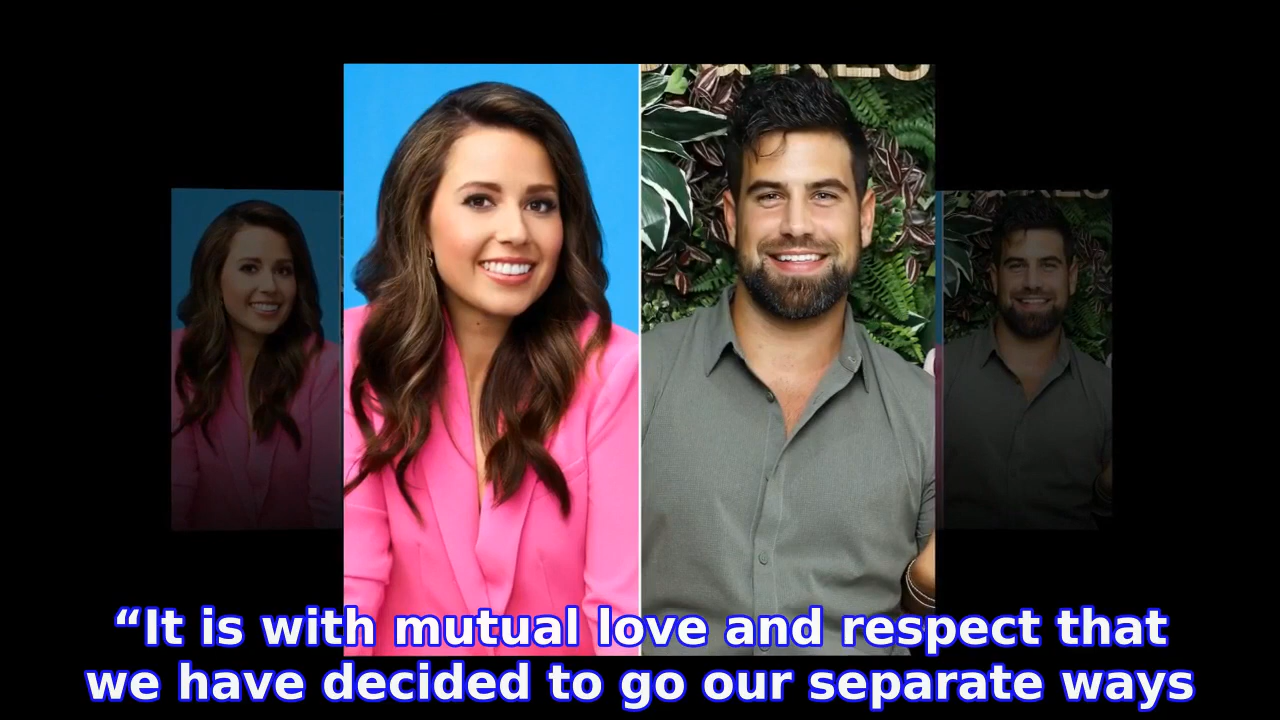 “It is with mutual love and respect that
we have decided to go our separate ways